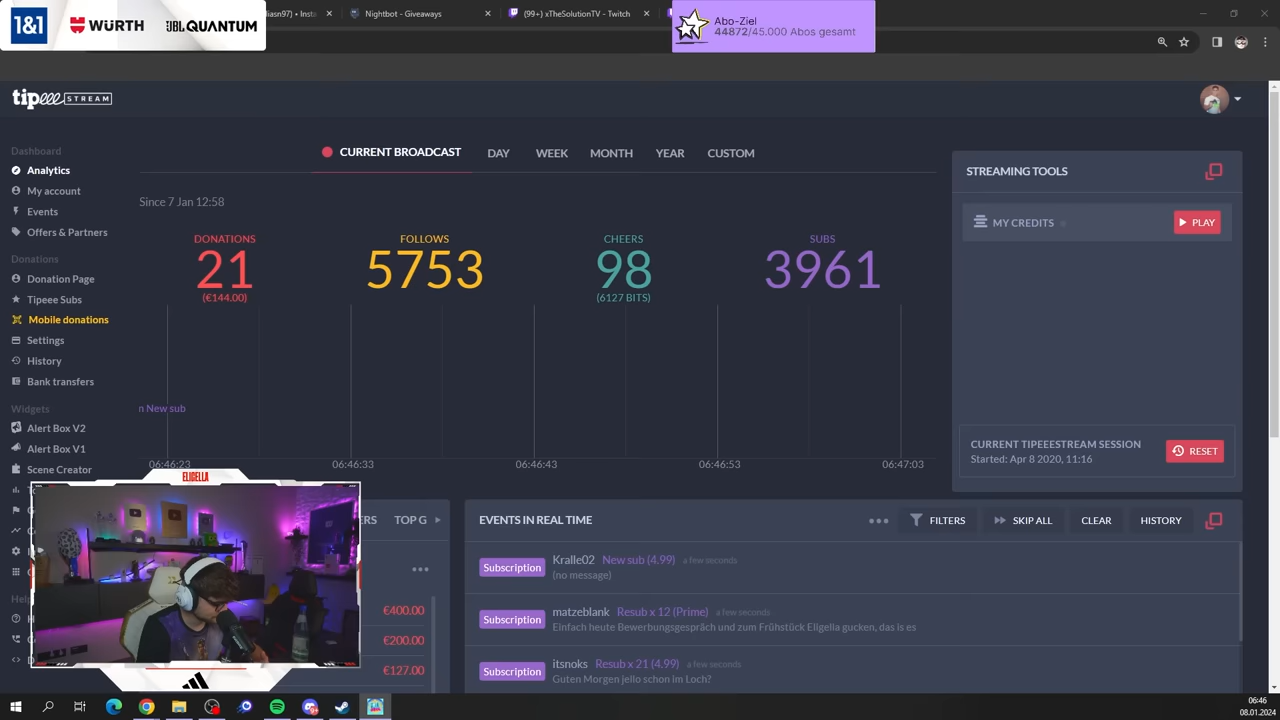 1&1 WÜRTH JBL QUANTUM
iasn97) • Inst
Nightbot - Giveaways
(99+) xTheSolutionTV - Twitch
Abo-Ziel
44872/45.000 Abos gesamt
tipeee STREAM
Dashboard
Analytics
My account
Events
Offers & Partners
Donations
Donation Page
Tipeee Subs
Mobile donations
Settings
History
Bank transfers
Widgets
Alert Box V2
Alert Box V1
Scene Creator
Help
CURRENT BROADCAST DAY WEEK MONTH YEAR CUSTOM
Since 7 Jan 12:58
DONATIONS
21
(€144.00)
FOLLOWS
5753
CHEERS
98
(6127 BITS)
SUBS
3961
n New sub
06:46:23 06:46:33 06:46:43 06:46:53 06:47:03
STREAMING TOOLS
MY CREDITS
PLAY
CURRENT TIPEEESTREAM SESSION
Started: Apr 8 2020, 11:16
RESET
ELIGELLA
ERS TOP G
€400.00
€200.00
€127.00
EVENTS IN REAL TIME
FILTERS SKIP ALL CLEAR HISTORY
Subscription Kralle02 New sub (4.99) a few seconds
(no message)
Subscription matzeblank Resub x 12 (Prime) a few seconds
Einfach heute Bewerbungsgespräch und zum Frühstück Eligella gucken, das is es
Subscription itsnoks Resub x 21 (4.99) a few seconds
Guten Morgen jello schon im Loch?
06:46
08.01.2024